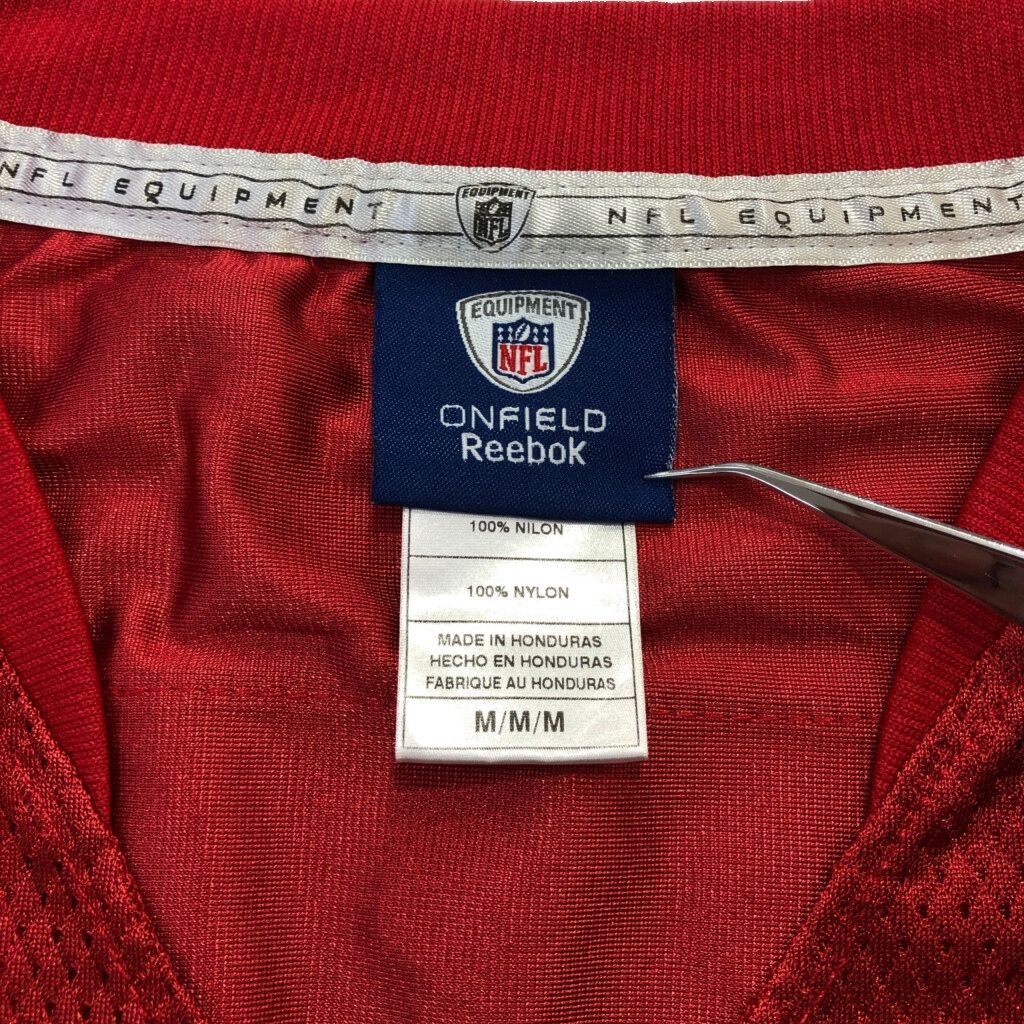 NFL EQUIPMENT
EQUIPMENT
NFL
NFL EQUIPMENT
EQUIPMENT
NFL
ONFIELD
Reebok
100% NILON
100% NYLON
MADE IN HONDURAS
HECHO EN HONDURAS
FABRIQUE AU HONDURAS
M/M/M